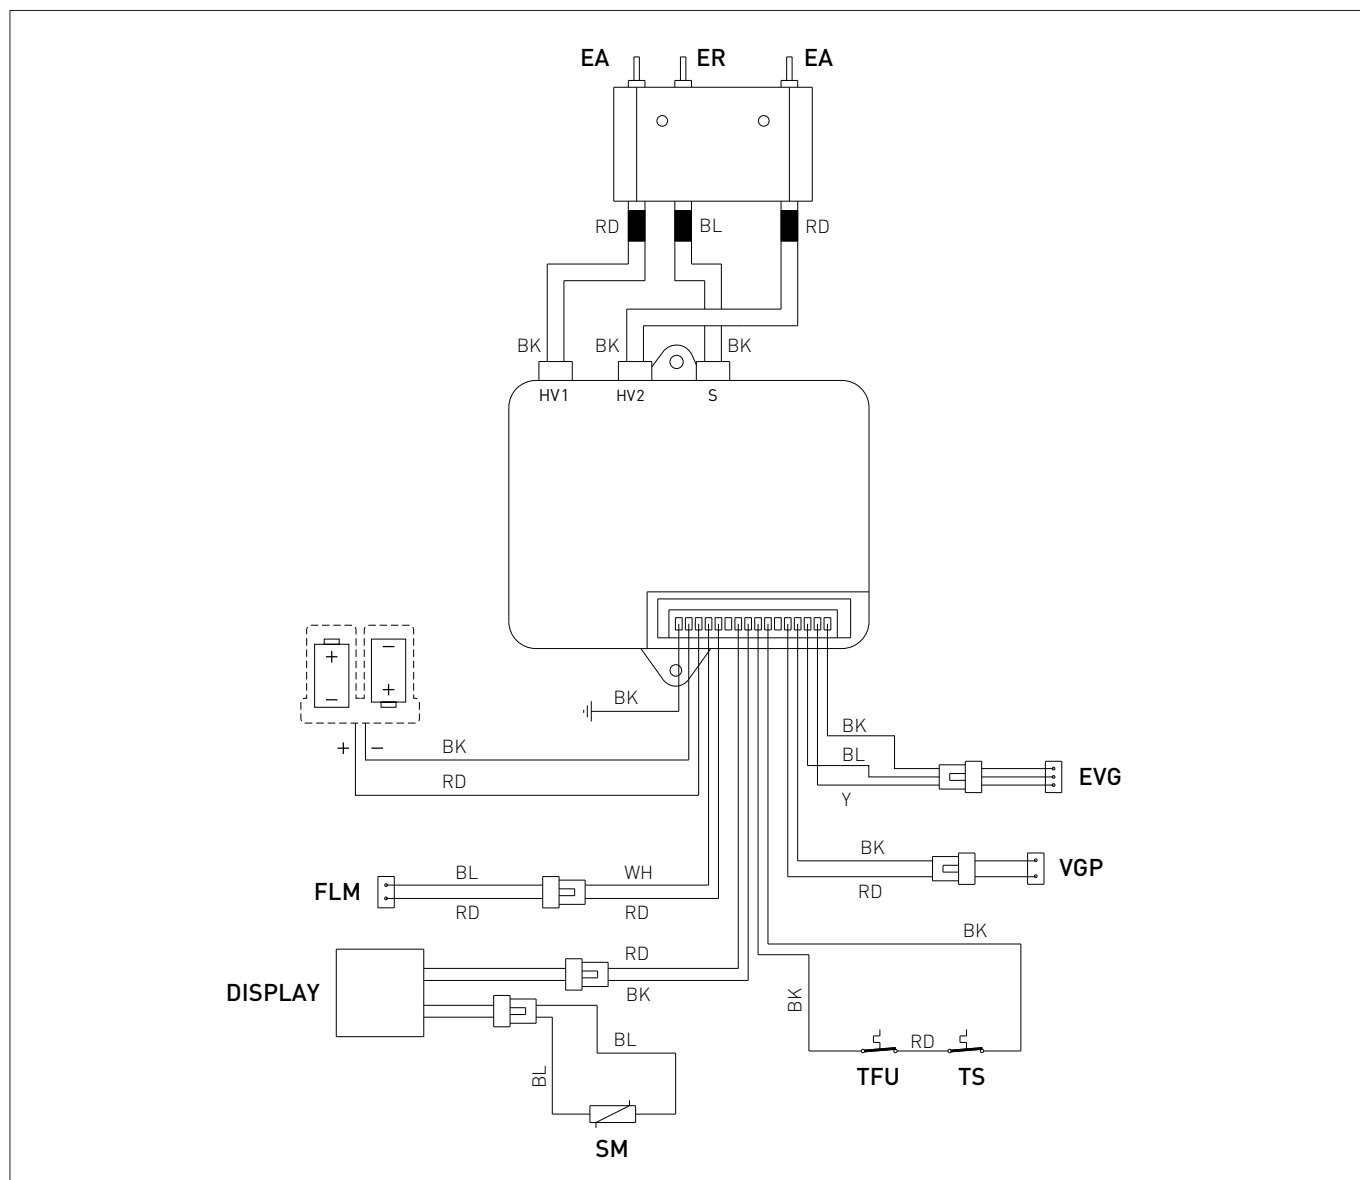 EA ER EA
RD BL RD
BK BK BK
HV1 HV2 S
+ −
− +
BK
+ −
BK
RD
BK
BL
Y
EVG
BK
RD
VGP
FLM
BL WH
RD RD
DISPLAY
RD
BK
BL
BL
SM
BK
BK
RD
TFU TS